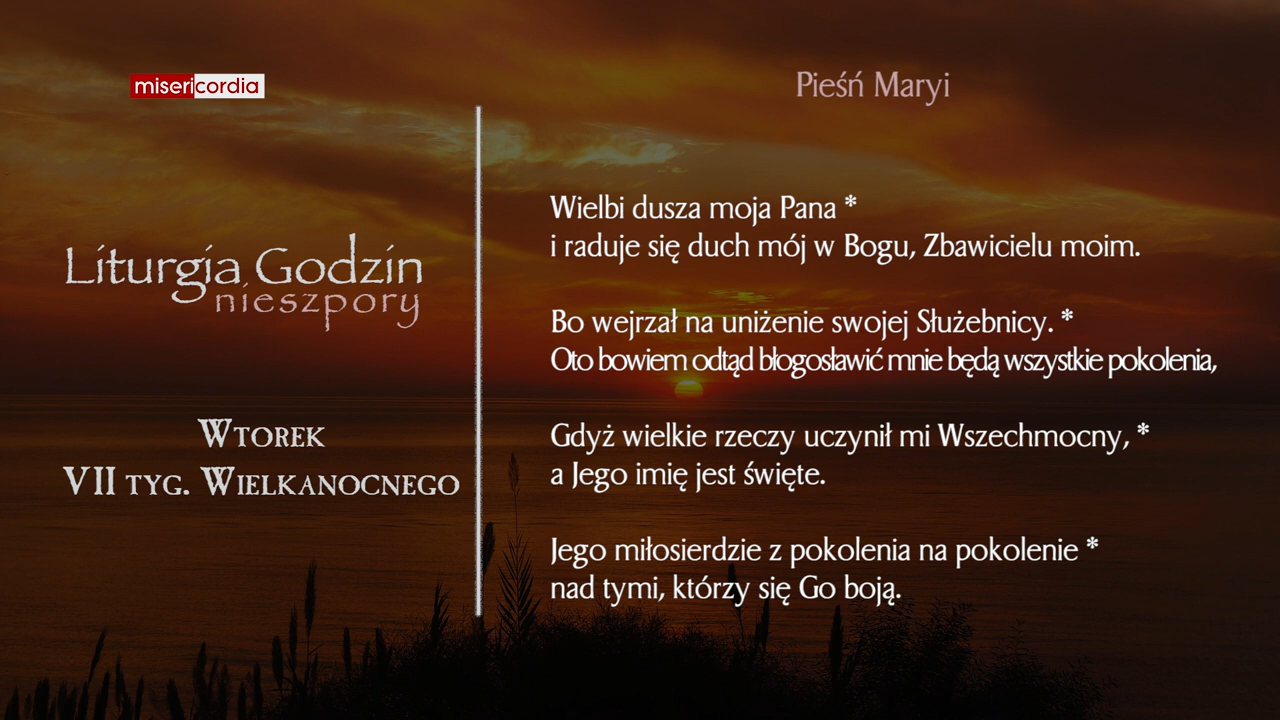 misericordia
Liturgia Godzin
nieszpory
Wtorek
VII tyg. Wielkanocnego
Pieśń Maryi
Wielbi dusza moja Pana *
i raduje się duch mój w Bogu, Zbawicielu moim.
Bo wejrzał na uniżenie swojej Służebnicy. *
Oto bowiem odtąd błogosławić mnie będą wszystkie pokolenia,
Gdyż wielkie rzeczy uczynił mi Wszechmocny, *
a Jego imię jest święte.
Jego miłosierdzie z pokolenia na pokolenie *
nad tymi, którzy się Go boją.